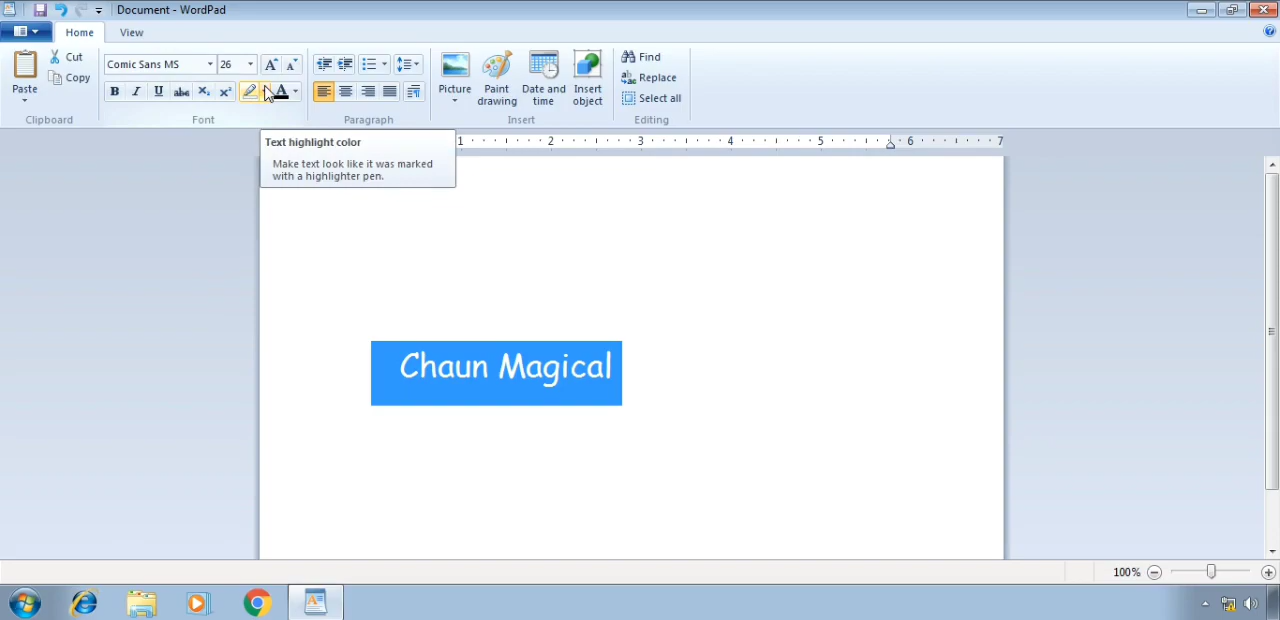 Document - WordPad
Home
View
Paste
Cut
Copy
Clipboard
Comic Sans MS
26
Font
Paragraph
Picture
Paint drawing
Date and time
Insert object
Insert
Find
Replace
Select all
Editing
Text highlight color
Make text look like it was marked
with a highlighter pen.
1 2 3 4 5 6 7
Chaun Magical
100%